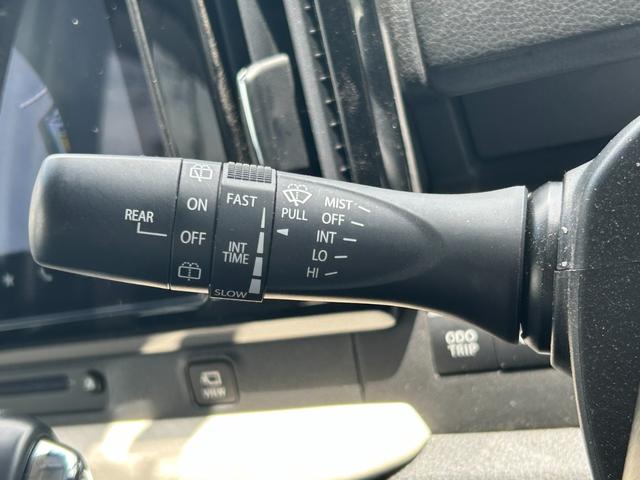 REAR
ON
OFF
FAST
INT
TIME
SLOW
PULL
MIST
OFF
INT
LO
HI
ODO
TRIP
VIEW